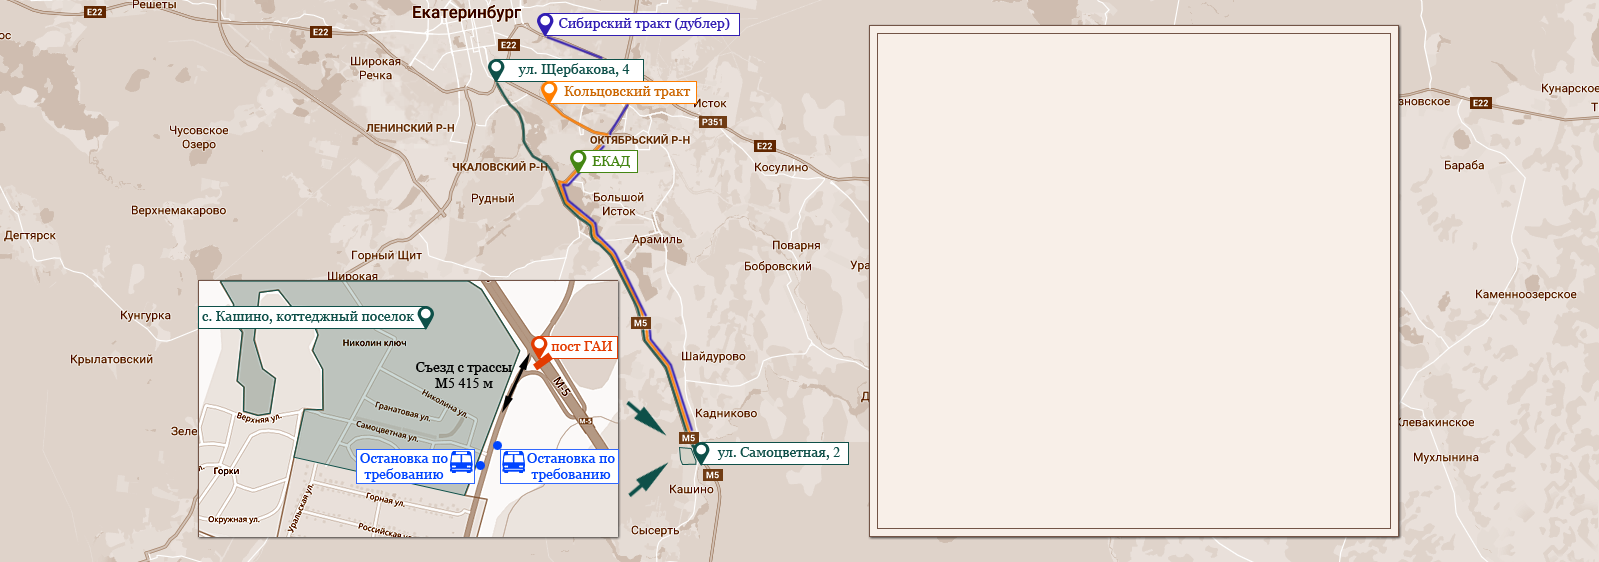 Решеты
E22
Екатеринбург
Сибирский тракт (дублер)
E22
E22
Широкая
Речка
ул. Щербакова, 4
Кольцовский тракт
Исток
P351
E22
Косулино
ЛЕНИНСКИЙ Р-Н
ОКТЯБРЬСКИЙ Р-Н
Чусовское
Озеро
ЧКАЛОВСКИЙ Р-Н
ЕКАД
Рудный
Большой
Исток
Верхнемакарово
Дегтярск
Арамиль
Поварня
Горный Щит
Бобровский
Ура
Широкая
Кунгурка
Крылатовский
Зеле
M5
Шайдурово
Кадниково
M5
ул. Самоцветная, 2
M5
Кашино
Сысерть
с. Кашино, коттеджный поселок
Николин ключ
пост ГАИ
Съезд с трассы
М5 415 м
М-5
М-5
Николина ул.
Гранатовая ул.
Самоцветная ул.
Верхняя ул.
Остановка по
требованию
Остановка по
требованию
Горки
Окружная ул.
Уральская ул.
Горная ул.
Российская ул.
зновское
E22
Кунарское
Бараба
Каменноозерское
Клевакинское
Мухлынина